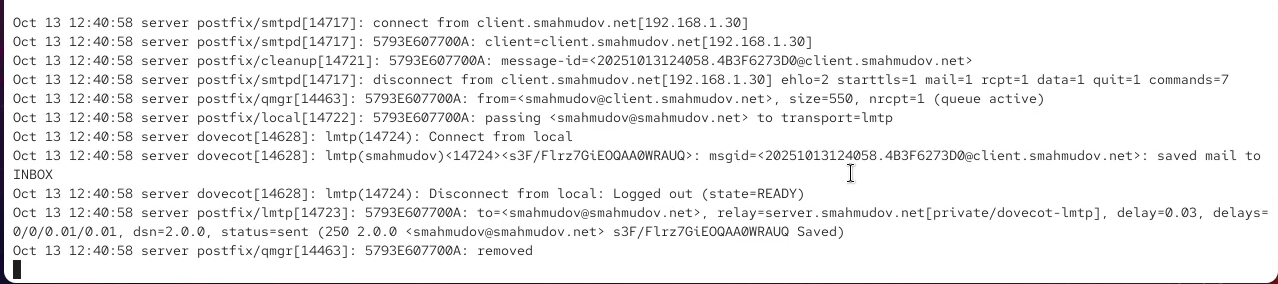 Oct 13 12:40:58 server postfix/smtpd[14717]: connect from client.smahmudov.net[192.168.1.30]
Oct 13 12:40:58 server postfix/smtpd[14717]: 5793E607700A: client=client.smahmudov.net[192.168.1.30]
Oct 13 12:40:58 server postfix/cleanup[14721]: 5793E607700A: message-id=<20251013124058.4B3F6273D0@client.smahmudov.net>
Oct 13 12:40:58 server postfix/smtpd[14717]: disconnect from client.smahmudov.net[192.168.1.30] ehlo=2 starttls=1 mail=1 rcpt=1 data=1 quit=1 commands=7
Oct 13 12:40:58 server postfix/qmgr[14463]: 5793E607700A: from=<smahmudov@client.smahmudov.net>, size=550, nrcpt=1 (queue active)
Oct 13 12:40:58 server postfix/local[14722]: 5793E607700A: passing <smahmudov@smahmudov.net> to transport=lmtp
Oct 13 12:40:58 server dovecot[14628]: lmtp(14724): Connect from local
Oct 13 12:40:58 server dovecot[14628]: lmtp(smahmudov)<14724><s3F/Flrz7GiEOQAA0WRAUQ>: msgid=<20251013124058.4B3F6273D0@client.smahmudov.net>: saved mail to
INBOX
Oct 13 12:40:58 server dovecot[14628]: lmtp(14724): Disconnect from local: Logged out (state=READY)
Oct 13 12:40:58 server postfix/lmtp[14723]: 5793E607700A: to=<smahmudov@smahmudov.net>, relay=server.smahmudov.net[private/dovecot-lmtp], delay=0.03, delays=
0/0/0.01/0.01, dsn=2.0.0, status=sent (250 2.0.0 <smahmudov@smahmudov.net> s3F/Flrz7GiEOQAA0WRAUQ Saved)
Oct 13 12:40:58 server postfix/qmgr[14463]: 5793E607700A: removed